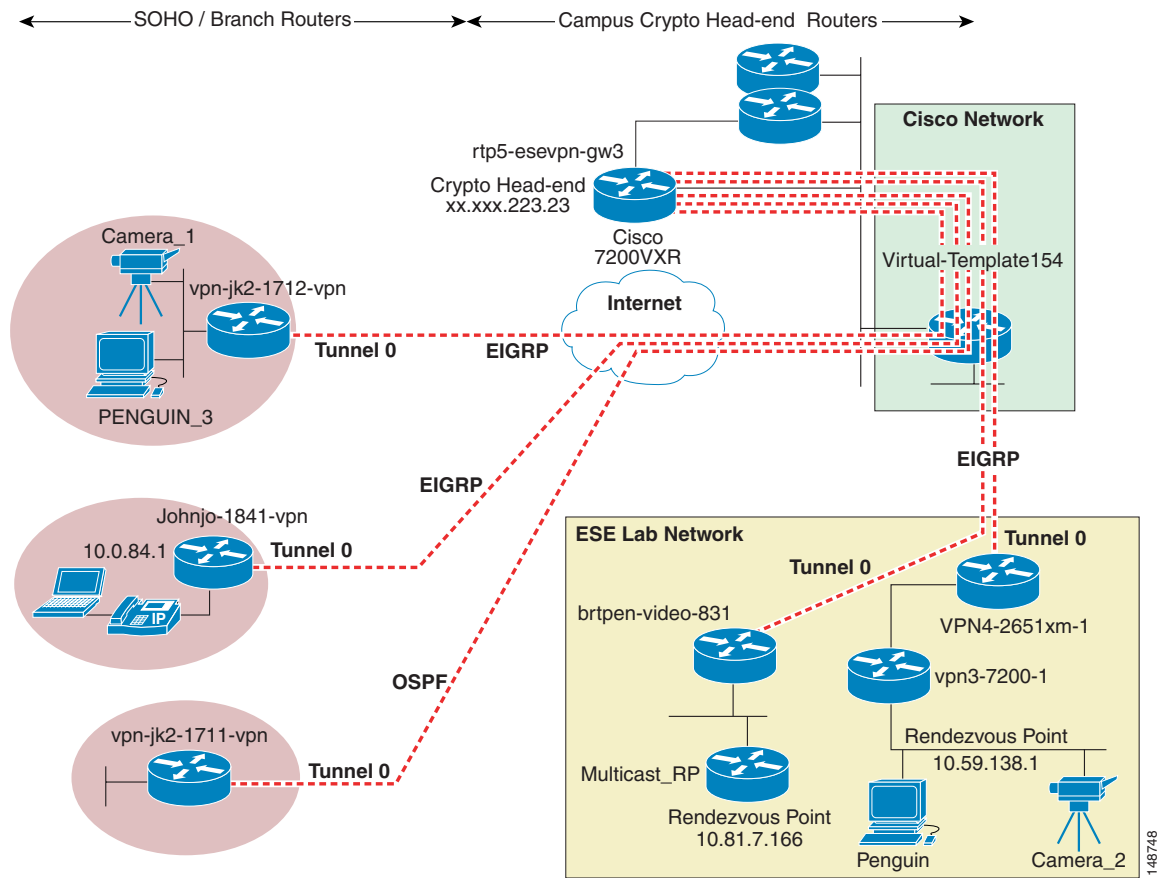 SOHO / Branch Routers
Campus Crypto Head-end Routers
Cisco Network
rtp5-esevpn-gw3
Crypto Head-end
xx.xxx.223.23
Cisco
7200VXR
Virtual-Template154
Camera_1
vpn-jk2-1712-vpn
Internet
Tunnel 0
EIGRP
PENGUIN_3
EIGRP
EIGRP
Johnjo-1841-vpn
10.0.84.1
Tunnel 0
IP
ESE Lab Network
Tunnel 0
Tunnel 0
brtpen-video-831
VPN4-2651xm-1
vpn3-7200-1
OSPF
vpn-jk2-1711-vpn
Tunnel 0
Rendezvous Point
10.59.138.1
Multicast_RP
Rendezvous Point
10.81.7.166
Penguin
Camera_2
148748